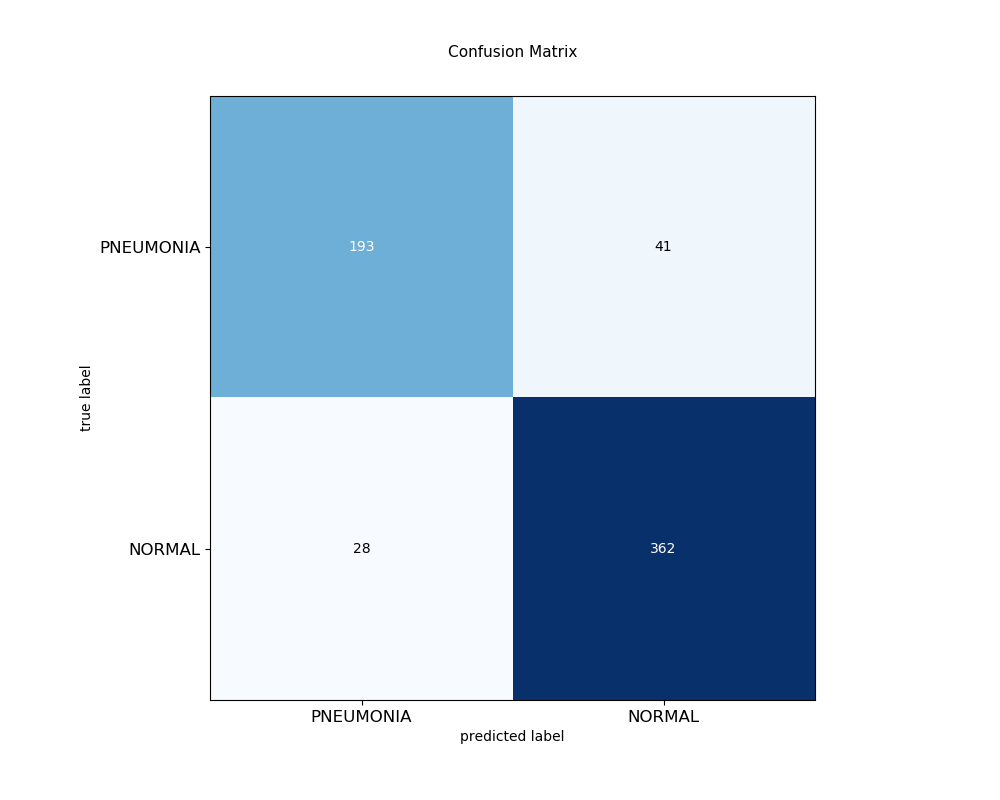 Confusion Matrix
PNEUMONIA
193
41
true label
NORMAL
28
362
PNEUMONIA
NORMAL
predicted label